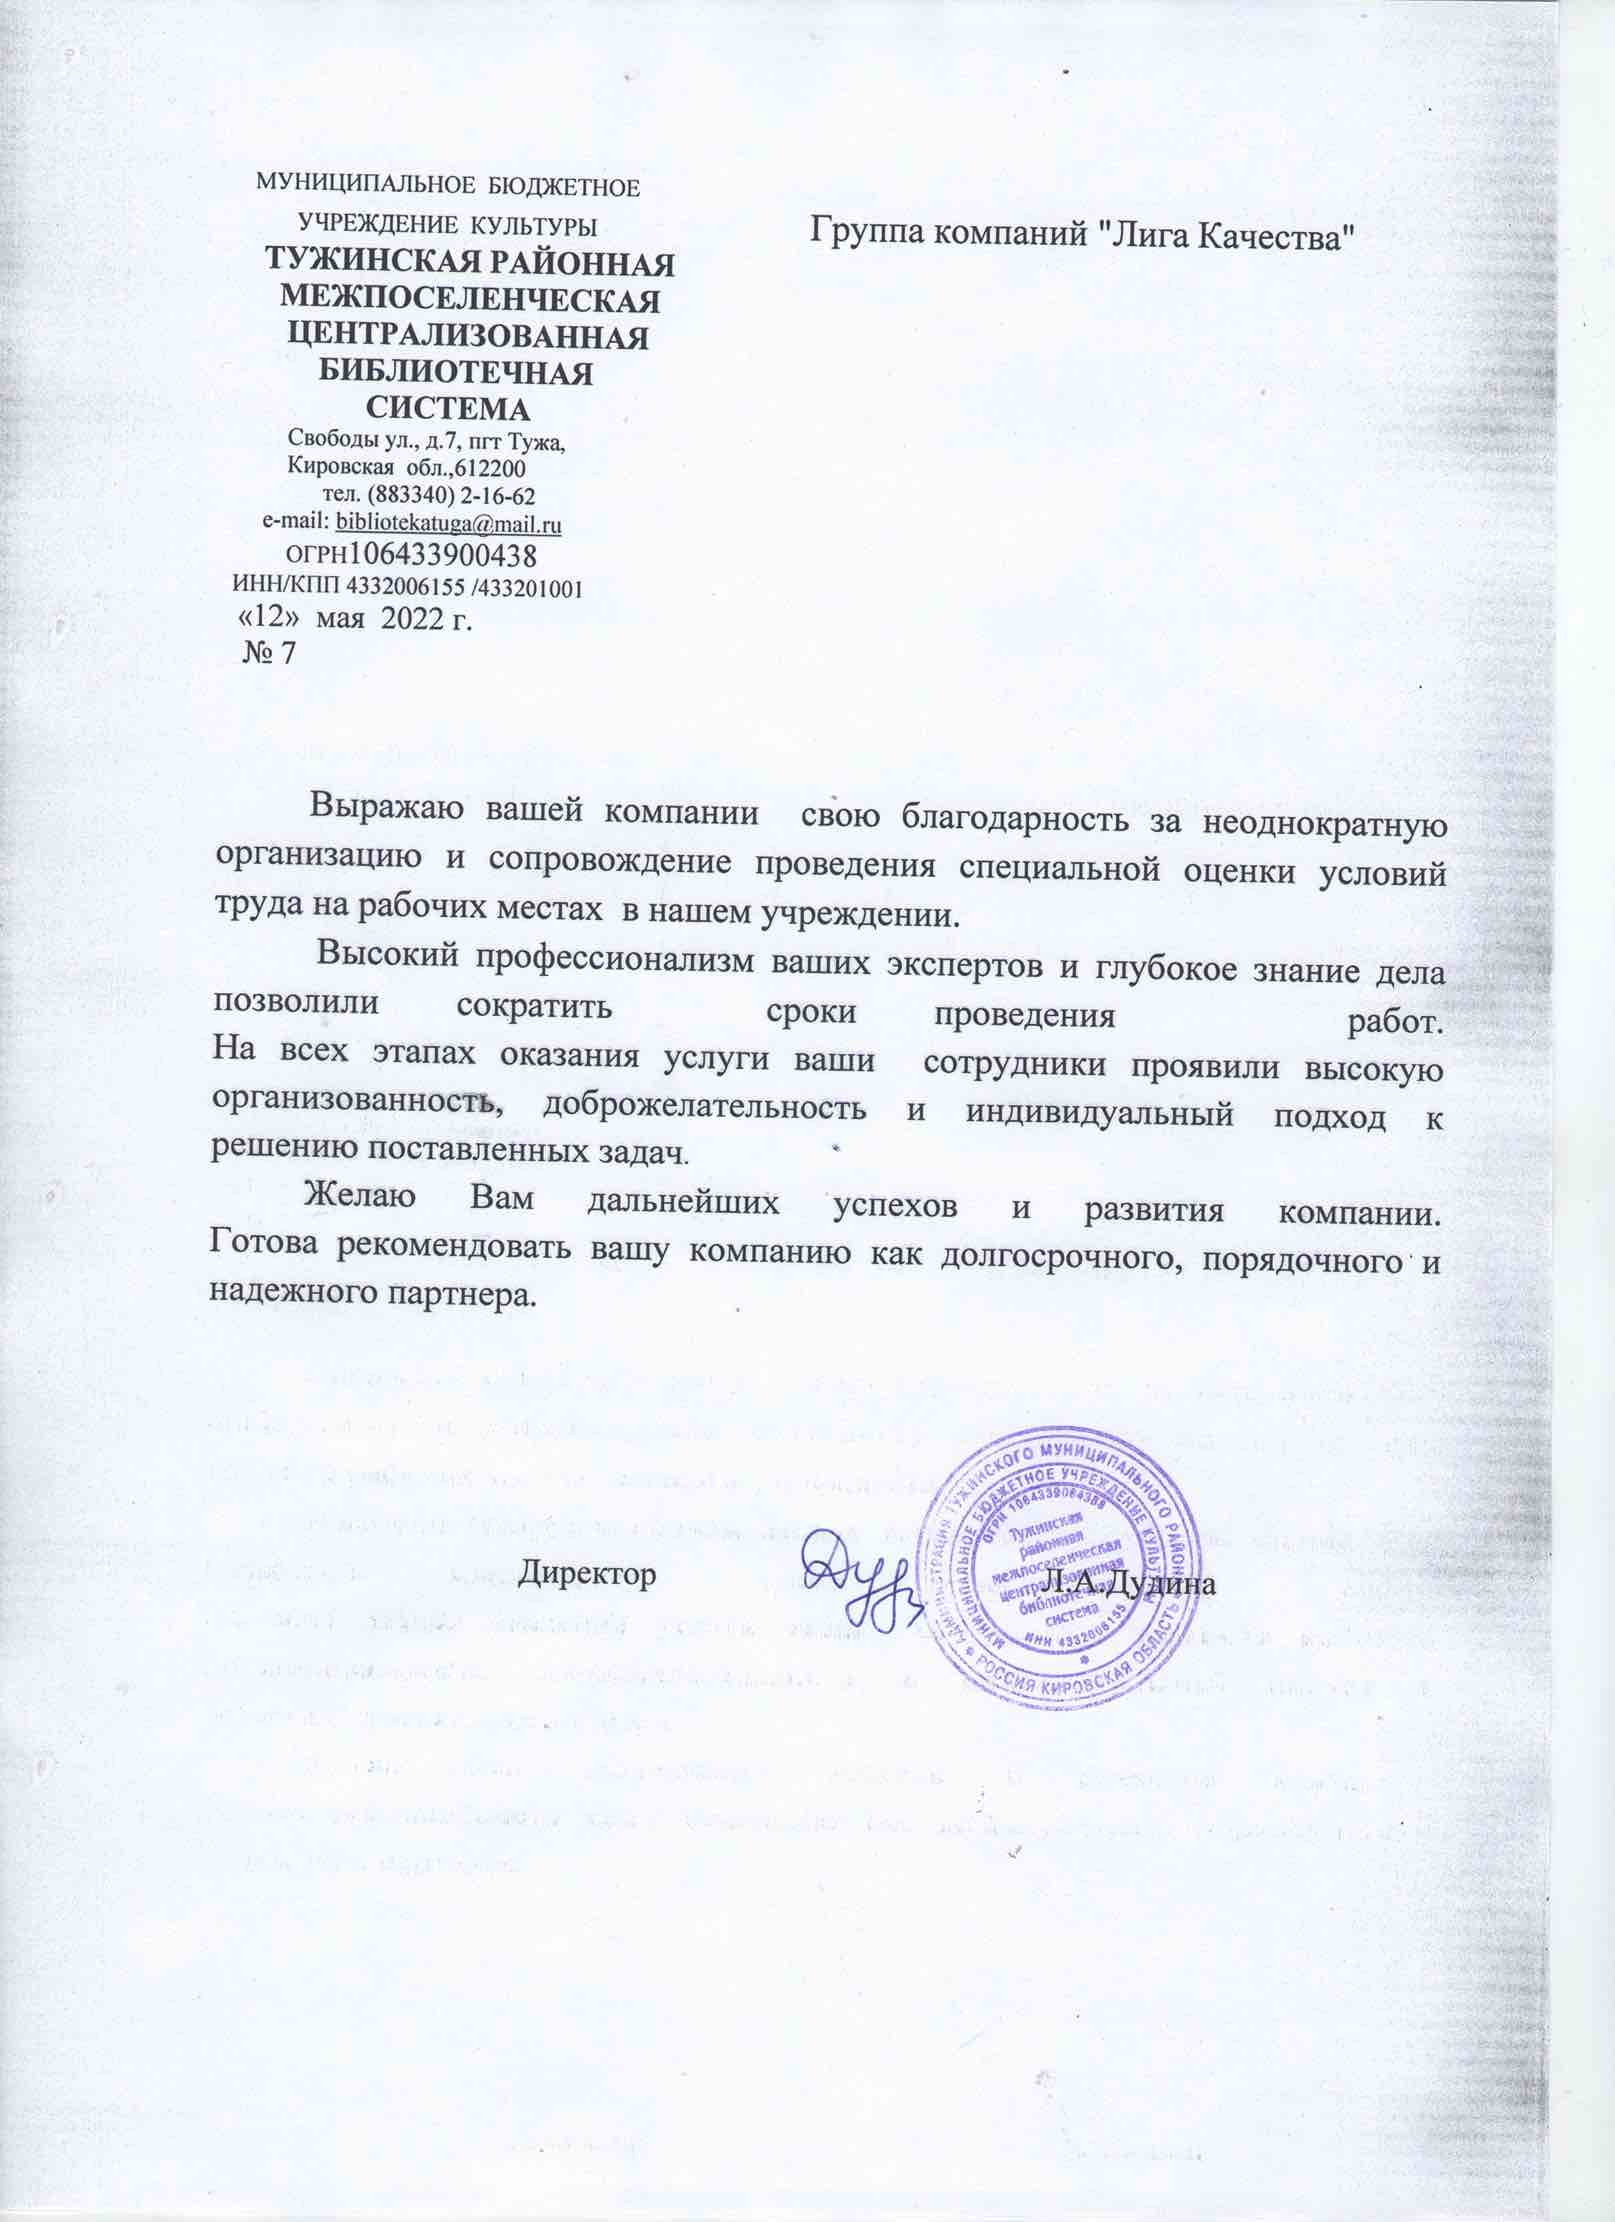 МУНИЦИПАЛЬНОЕ БЮДЖЕТНОЕ
УЧРЕЖДЕНИЕ КУЛЬТУРЫ
ТУЖИНСКАЯ РАЙОННАЯ
МЕЖПОСЕЛЕНЧЕСКАЯ
ЦЕНТРАЛИЗОВАННАЯ
БИБЛИОТЕЧНАЯ
СИСТЕМА
Свободы ул., д.7, пгт Тужа,
Кировская обл.,612200
тел. (883340) 2-16-62
e-mail: bibliotekatuga@mail.ru
ОГРН106433900438
ИНН/КПП 4332006155 /433201001
«12» мая 2022 г.
№ 7
Группа компаний "Лига Качества"
Выражаю вашей компании свою благодарность за неоднократную
организацию и сопровождение проведения специальной оценки условий
труда на рабочих местах в нашем учреждении.
Высокий профессионализм ваших экспертов и глубокое знание дела
позволили сократить сроки проведения работ.
На всех этапах оказания услуги ваши сотрудники проявили высокую
организованность, доброжелательность и индивидуальный подход к
решению поставленных задач.
Желаю Вам дальнейших успехов и развития компании.
Готова рекомендовать вашу компанию как долгосрочного, порядочного и
надежного партнера.
Директор
Л.А.Дудина
АДМИНИСТРАЦИЯ ТУЖИНСКОГО МУНИЦИПАЛЬНОГО РАЙОНА
РОССИЯ КИРОВСКАЯ ОБЛАСТЬ
МУНИЦИПАЛЬНОЕ БЮДЖЕТНОЕ УЧРЕЖДЕНИЕ КУЛЬТУРЫ
ОГРН
Тужинская
районная
межпоселенческая
централизованная
библиотечная
система
ИНН 4332006155